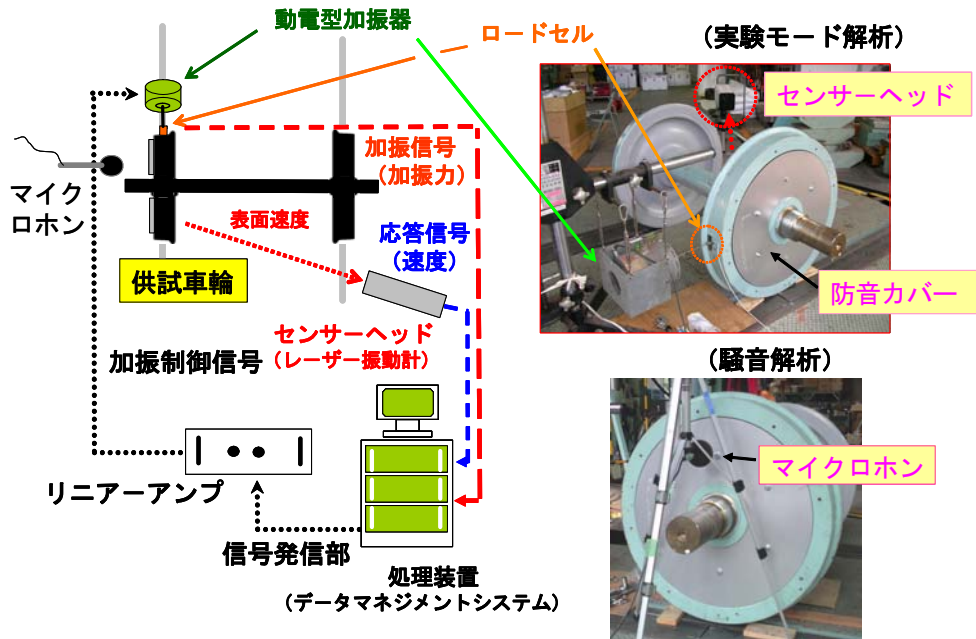 動電型加振器
ロードセル
(実験モード解析)
センサーヘッド
加振信号
(加振力)
マイク
ロホン
表面速度
応答信号
(速度)
供試車輪
防音カバー
センサーヘッド
(レーザー振動計)
加振制御信号
(騒音解析)
マイクロホン
リニアーアンプ
信号発信部
処理装置
(データマネジメントシステム)